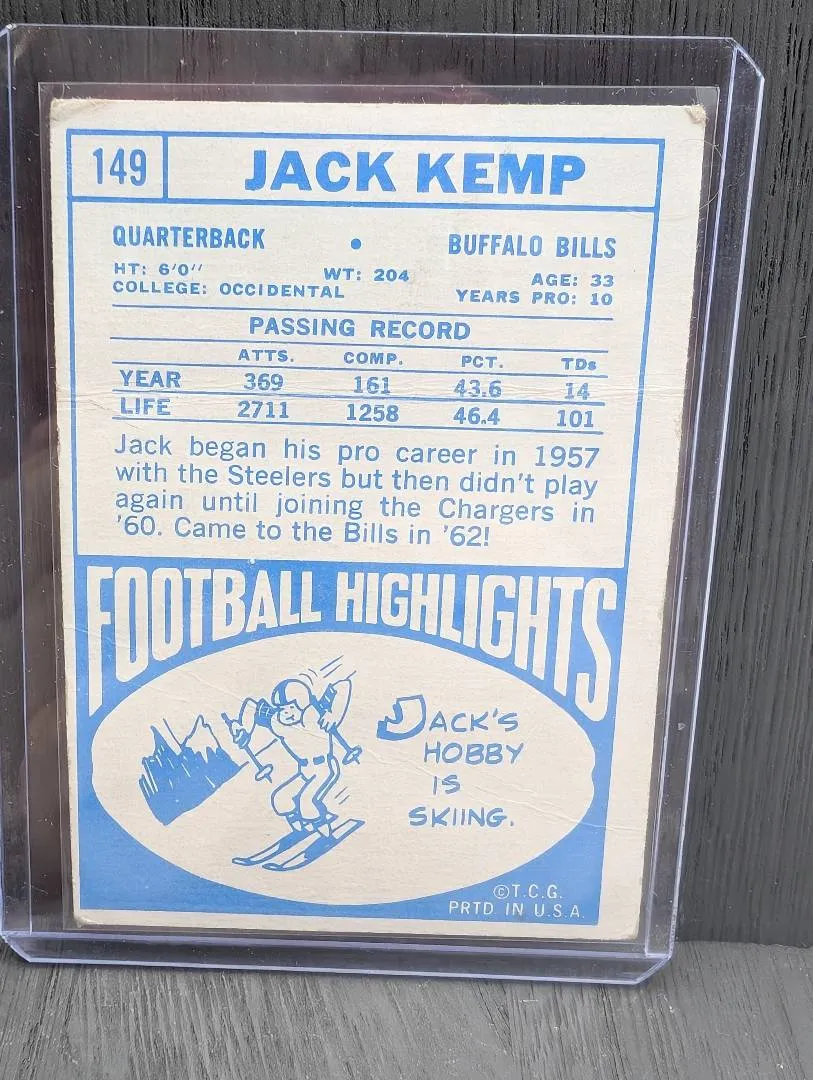 149 JACK KEMP
QUARTERBACK • BUFFALO BILLS
HT: 6'0" WT: 204 AGE: 33
COLLEGE: OCCIDENTAL YEARS PRO: 10
PASSING RECORD
ATTS. COMP. PCT. TDs
YEAR 369 161 43.6 14
LIFE 2711 1258 46.4 101
Jack began his pro career in 1957
with the Steelers but then didn't play
again until joining the Chargers in
'60. Came to the Bills in '62!
FOOTBALL HIGHLIGHTS
JACK'S
HOBBY
IS
SKIING.
©T.C.G.
PRTD. IN U.S.A.